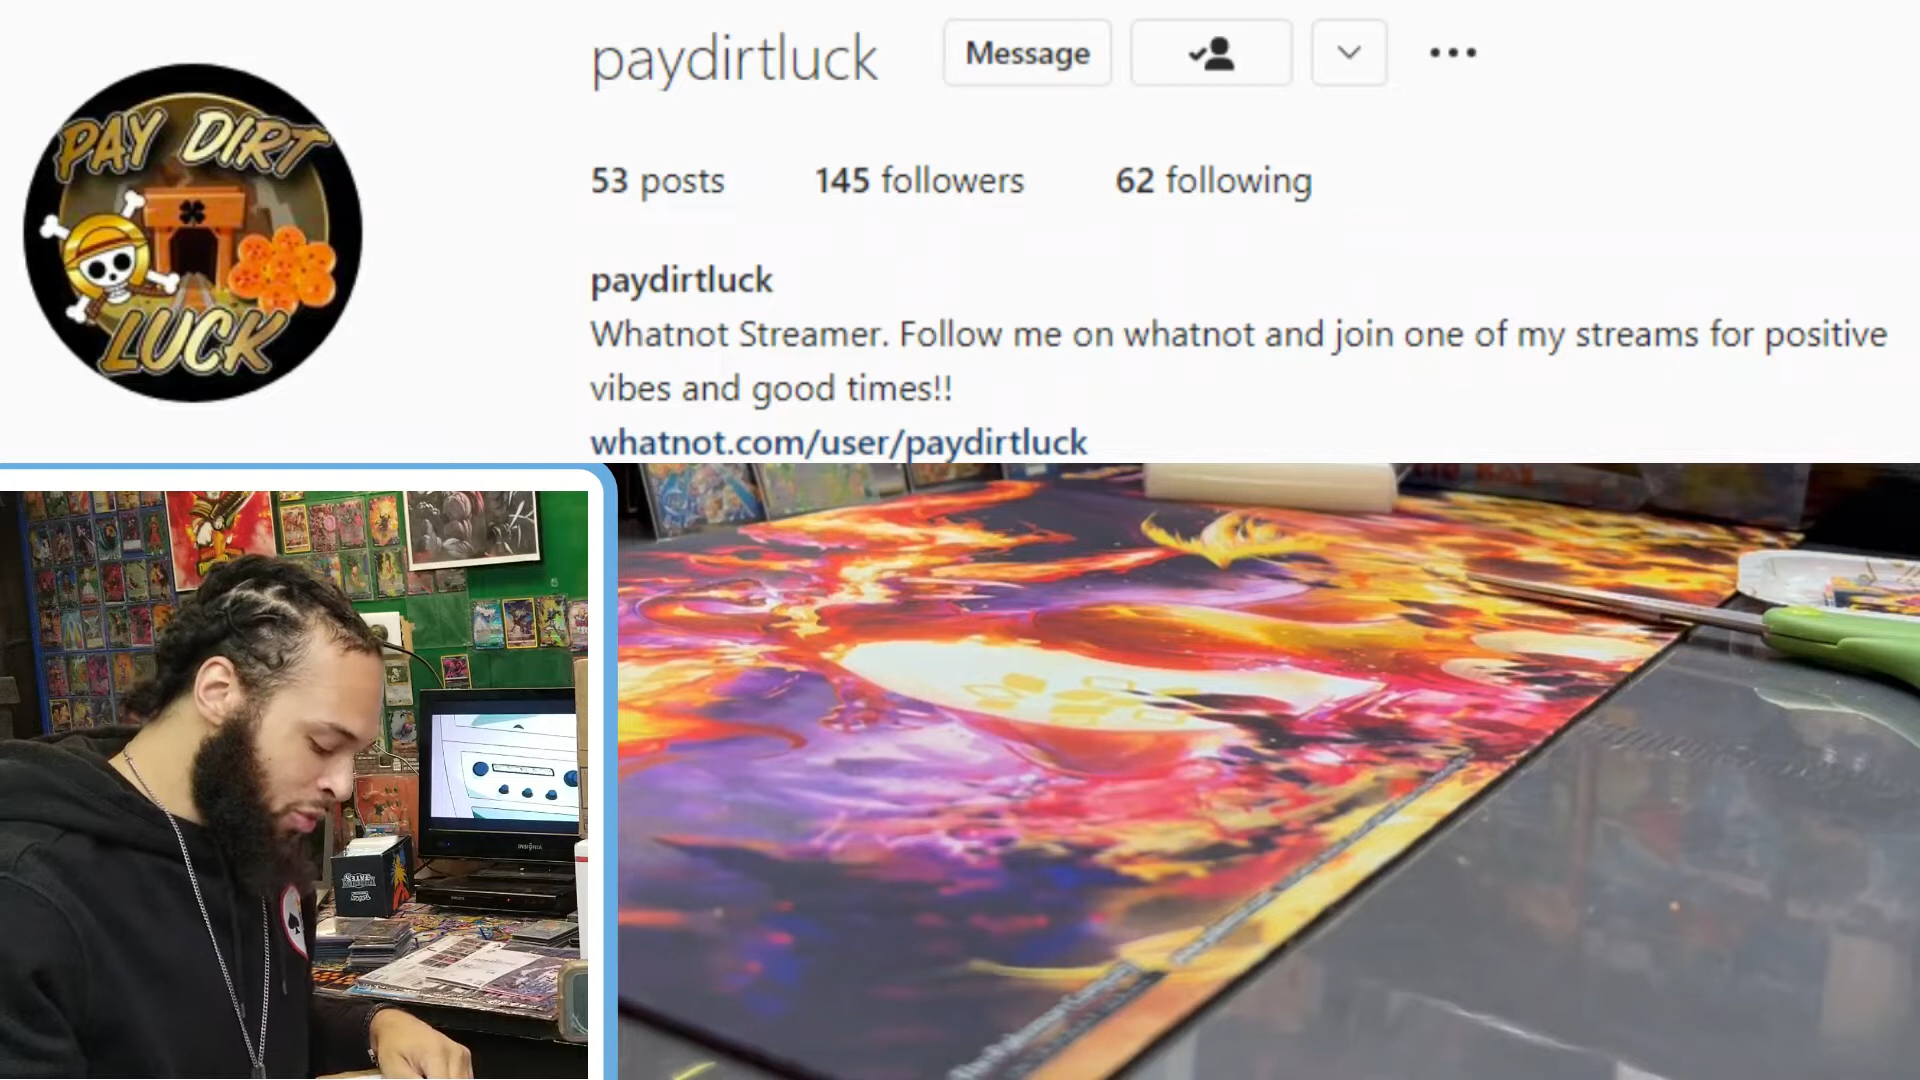 paydirtluck
Message
53 posts
145 followers
62 following
PAY DIRT
LUCK
paydirtluck
Whatnot Streamer. Follow me on whatnot and join one of my streams for positive
vibes and good times!!
whatnot.com/user/paydirtluck
INSIGNIA